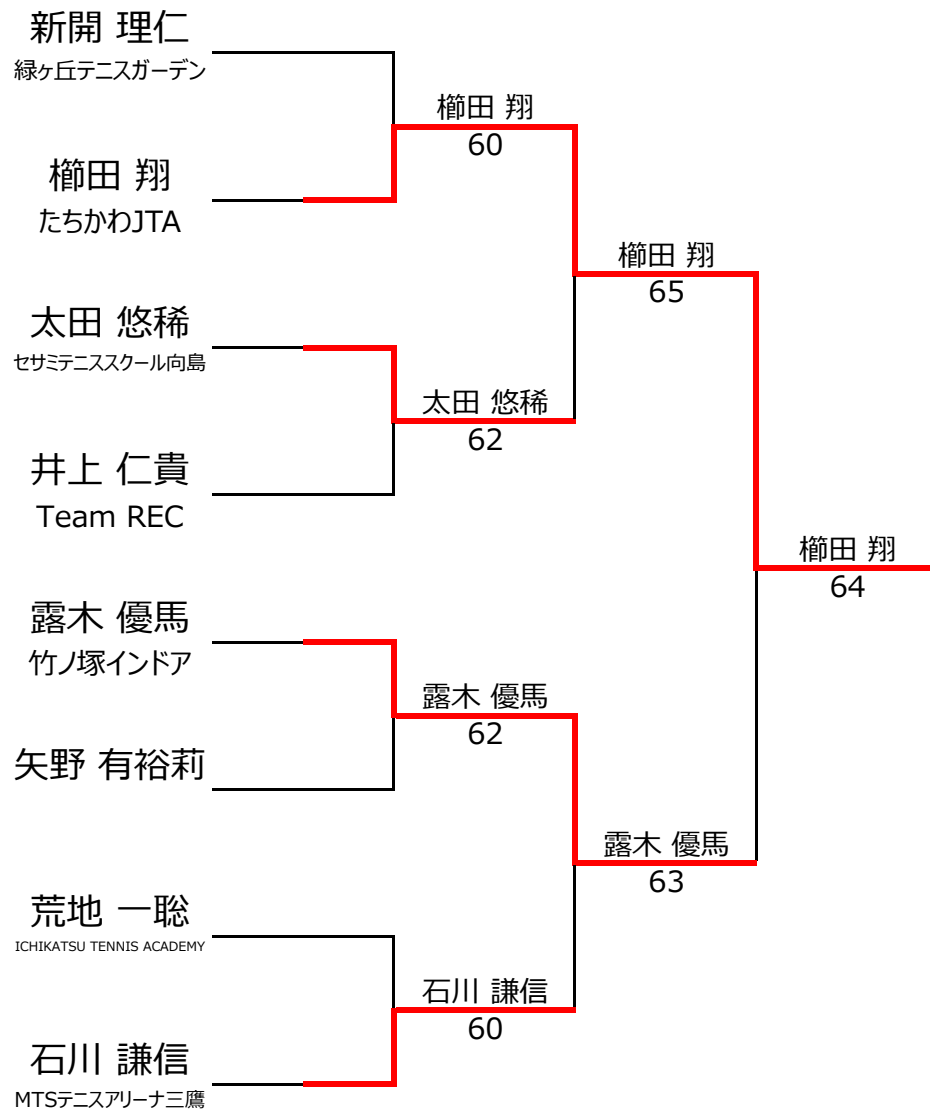 新開 理仁
緑ヶ丘テニスガーデン
櫛田 翔
60
櫛田 翔
たちかわJTA
櫛田 翔
65
太田 悠稀
セサミテニススクール向島
太田 悠稀
62
井上 仁貴
Team REC
櫛田 翔
64
露木 優馬
竹ノ塚インドア
露木 優馬
62
矢野 有裕莉
露木 優馬
63
荒地 一聡
ICHIKATSU TENNIS ACADEMY
石川 謙信
60
石川 謙信
MTSテニスアリーナ三鷹